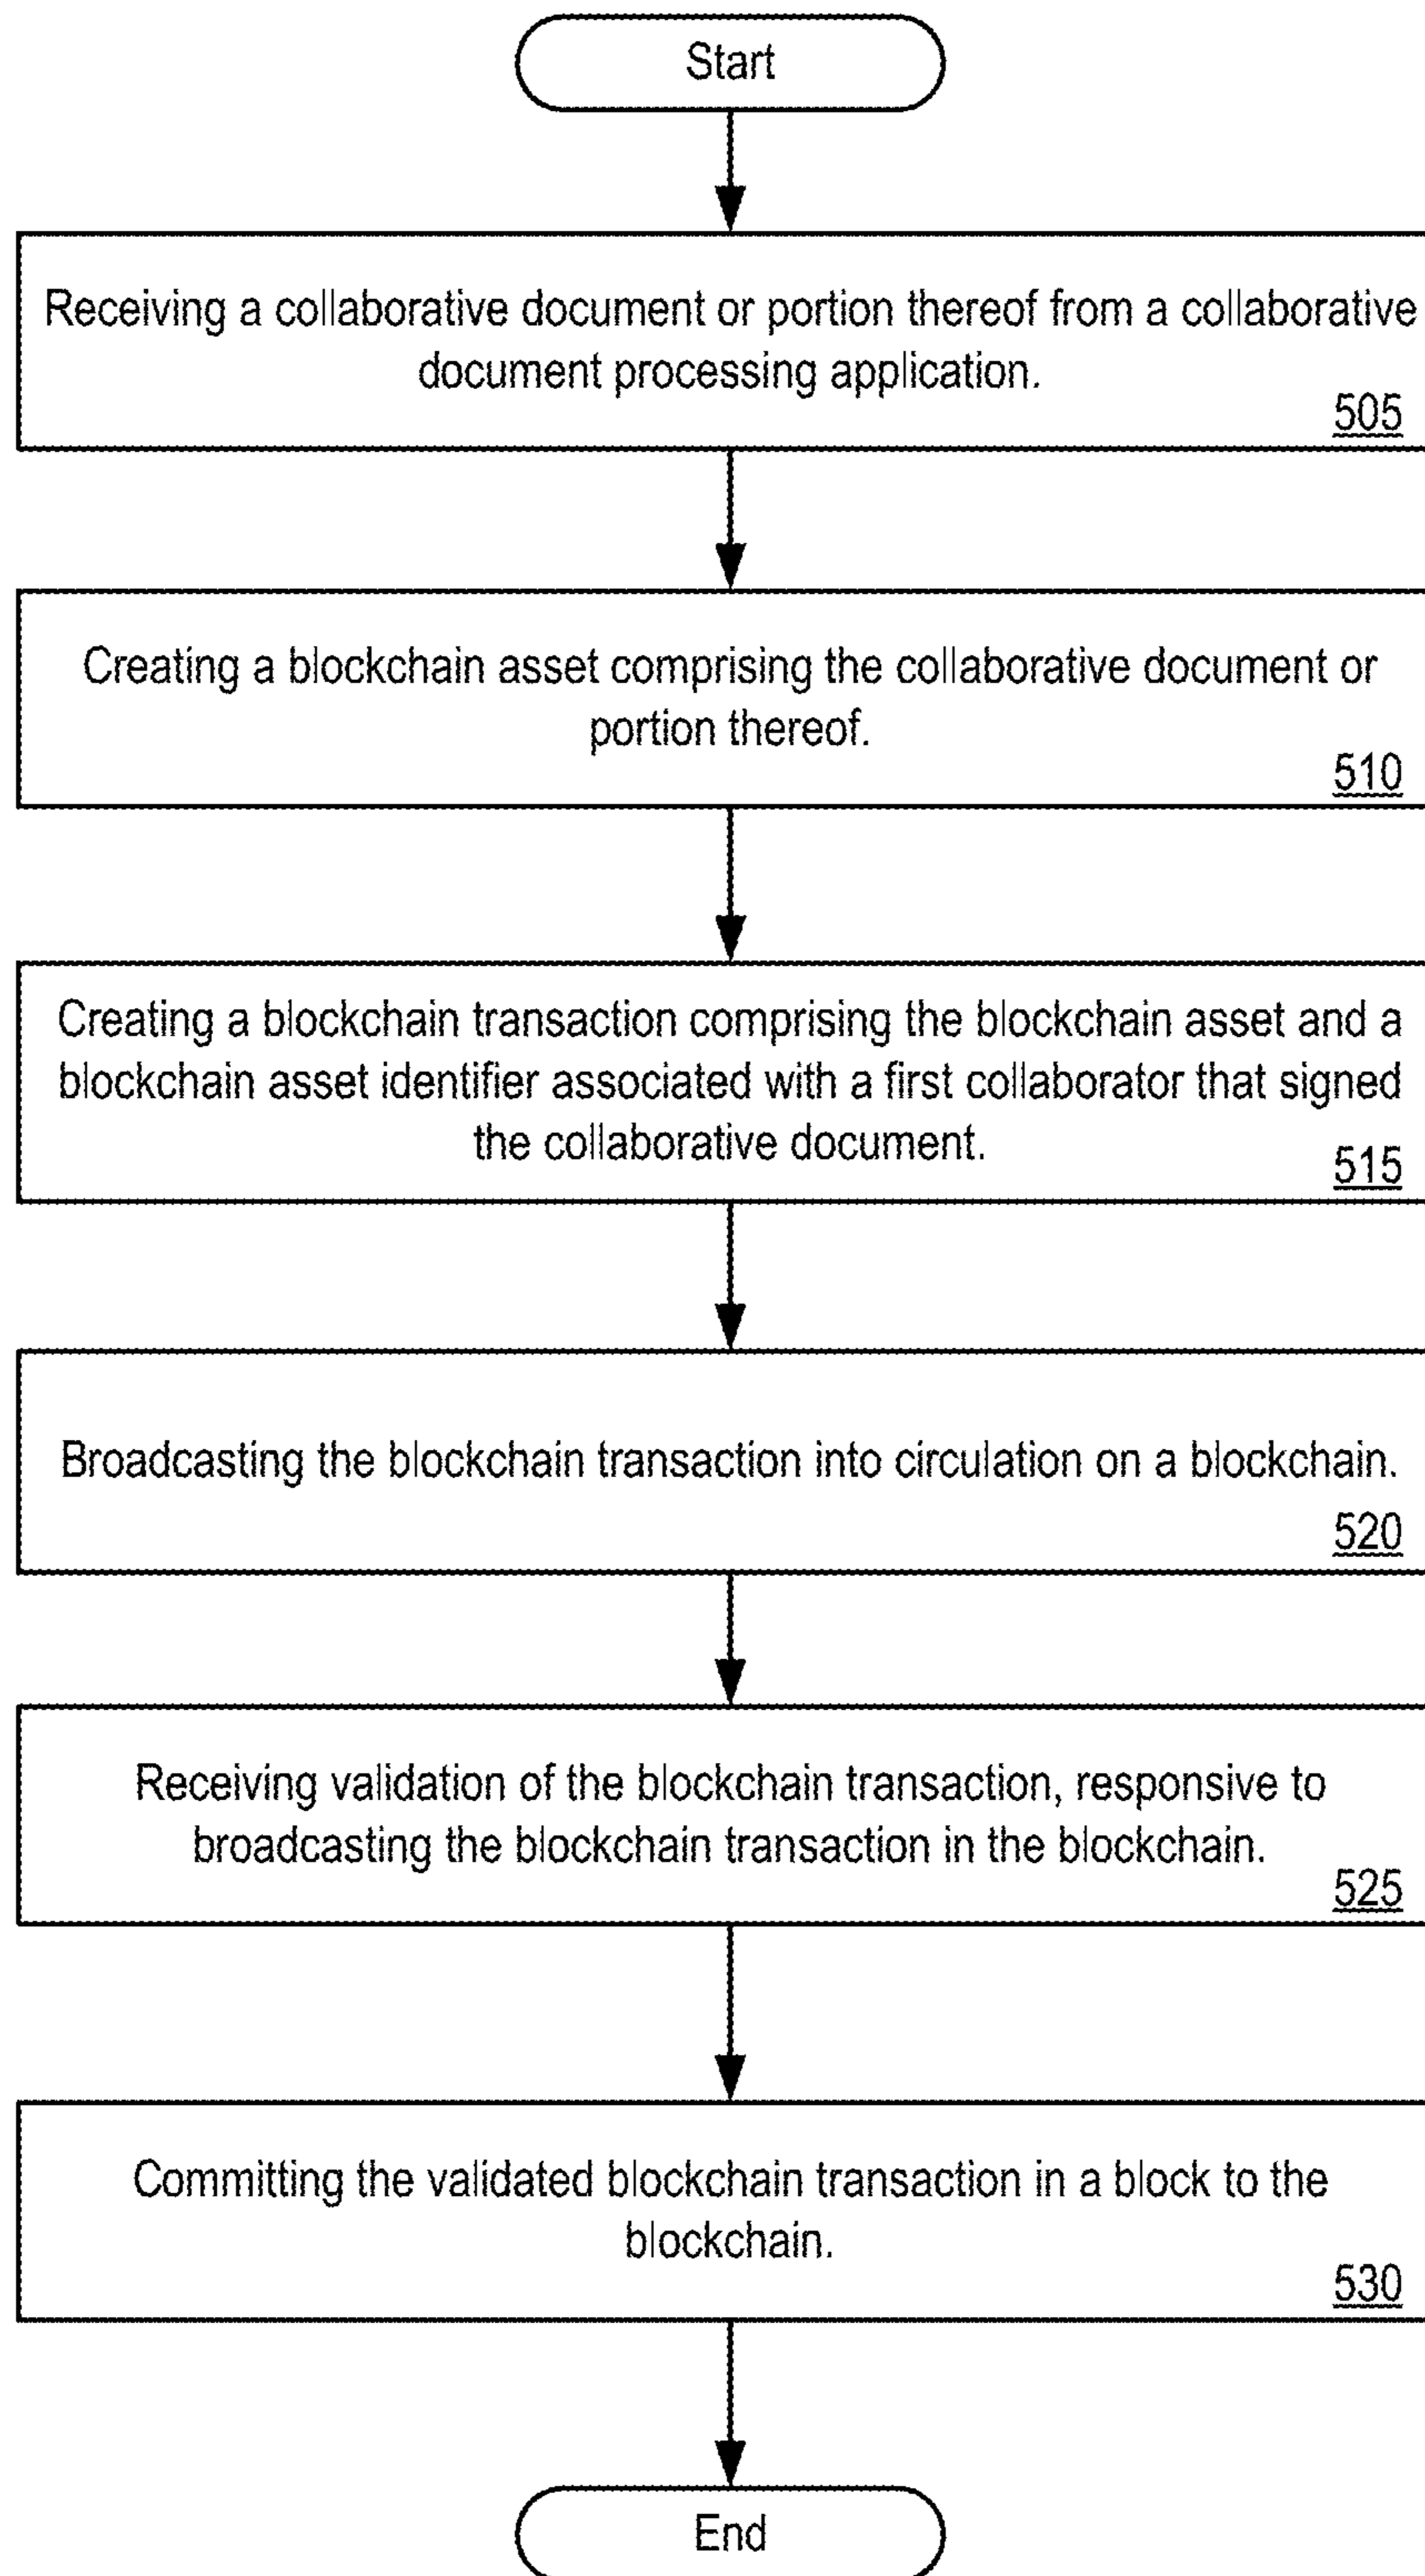 Start
Receiving a collaborative document or portion thereof from a collaborative
document processing application.
505
Creating a blockchain asset comprising the collaborative document or
portion thereof.
510
Creating a blockchain transaction comprising the blockchain asset and a
blockchain asset identifier associated with a first collaborator that signed
the collaborative document.
515
Broadcasting the blockchain transaction into circulation on a blockchain.
520
Receiving validation of the blockchain transaction, responsive to
broadcasting the blockchain transaction in the blockchain.
525
Committing the validated blockchain transaction in a block to the
blockchain.
530
End